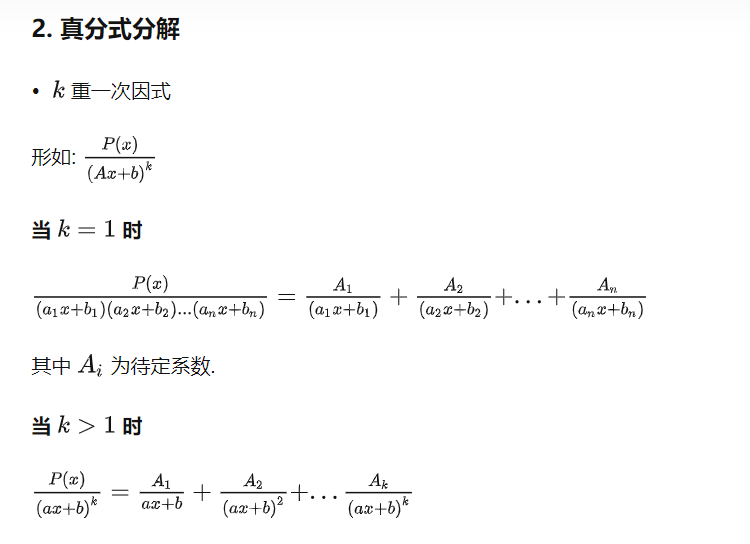 2. 真分式分解
• k 重一次因式
形如: \frac{P(x)}{(Ax+b)^k}
当 k = 1 时
\frac{P(x)}{(a_1x+b_1)(a_2x+b_2)...(a_nx+b_n)} = \frac{A_1}{(a_1x+b_1)} + \frac{A_2}{(a_2x+b_2)} +...+ \frac{A_n}{(a_nx+b_n)}
其中 A_i 为待定系数.
当 k > 1 时
\frac{P(x)}{(ax+b)^k} = \frac{A_1}{ax+b} + \frac{A_2}{(ax+b)^2} +... \frac{A_k}{(ax+b)^k}